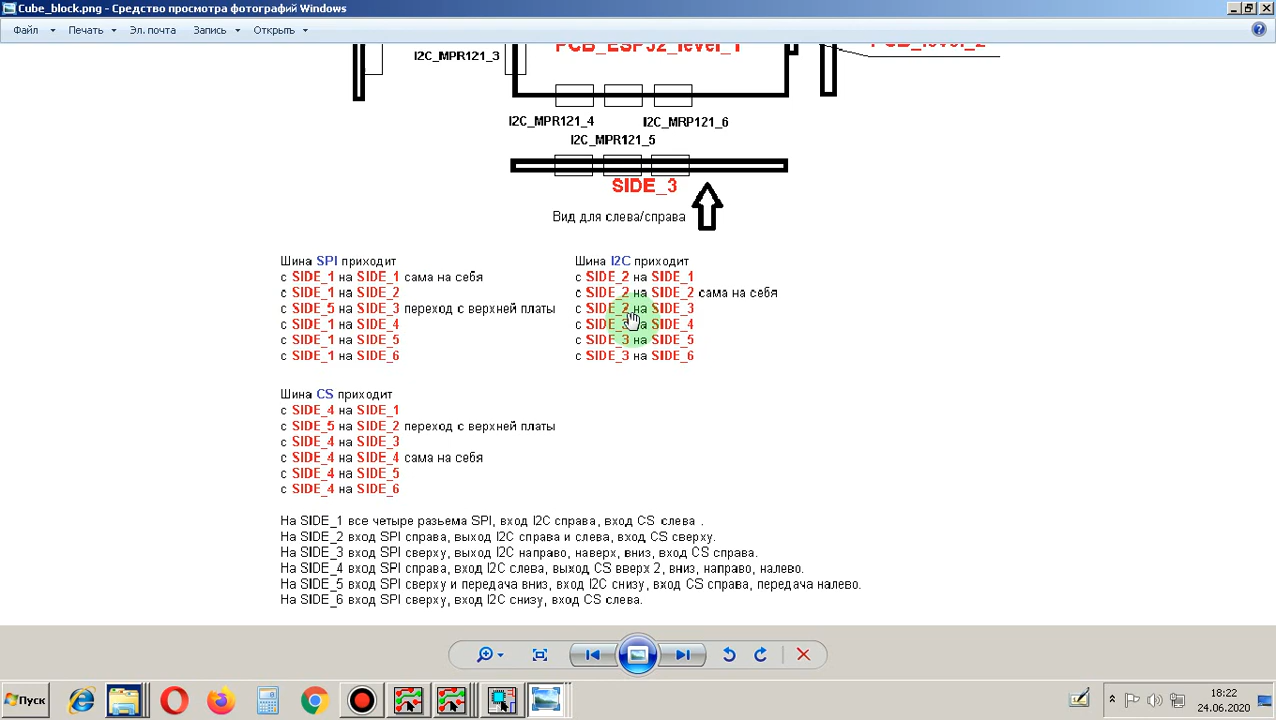 Cube_block.png - Средство просмотра фотографий Windows
Файл Печать Эл. почта Запись Открыть
PCB_ESP32_level_1
PCB_level_2
I2C_MPR121_3
I2C_MPR121_4 I2C_MRP121_6
I2C_MPR121_5
SIDE_3
Вид для слева/справа
Шина SPI приходит
с SIDE_1 на SIDE_1 сама на себя
с SIDE_1 на SIDE_2
с SIDE_5 на SIDE_3 переход с верхней платы
с SIDE_1 на SIDE_4
с SIDE_1 на SIDE_5
с SIDE_1 на SIDE_6
Шина I2C приходит
с SIDE_2 на SIDE_1
с SIDE_2 на SIDE_2 сама на себя
с SIDE_2 на SIDE_3
с SIDE_3 на SIDE_4
с SIDE_3 на SIDE_5
с SIDE_3 на SIDE_6
Шина CS приходит
с SIDE_4 на SIDE_1
с SIDE_5 на SIDE_2 переход с верхней платы
с SIDE_4 на SIDE_3
с SIDE_4 на SIDE_4 сама на себя
с SIDE_4 на SIDE_5
с SIDE_4 на SIDE_6
На SIDE_1 все четыре разьема SPI, вход I2C справа, вход CS слева .
На SIDE_2 вход SPI справа, выход I2C справа и слева, вход CS сверху.
На SIDE_3 вход SPI сверху, выход I2C направо, наверх, вниз, вход CS справа.
На SIDE_4 вход SPI справа, вход I2C слева, выход CS вверх 2, вниз, направо, налево.
На SIDE_5 вход SPI сверху и передача вниз, вход I2C снизу, вход CS справа, передача налево.
На SIDE_6 вход SPI сверху, вход I2C снизу, вход CS слева.
Пуск
18:22
24.06.2020